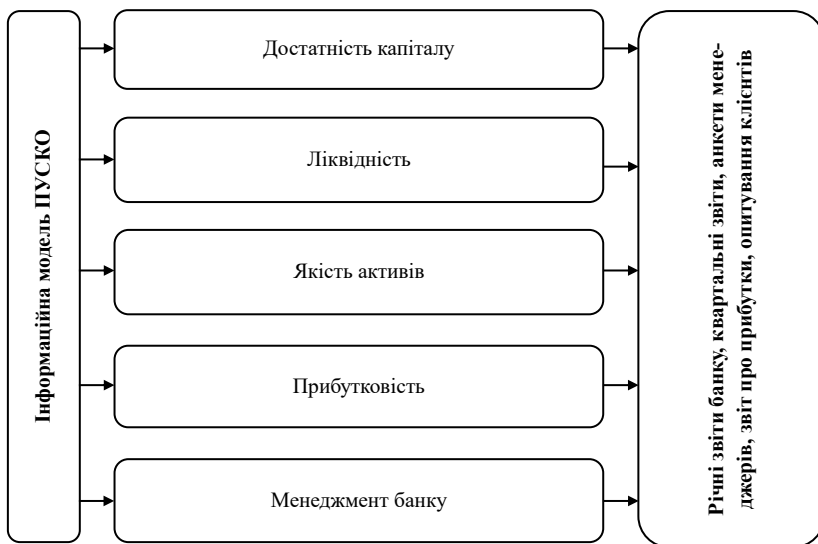 Інформаційна модель ПУСКО
Достатність капіталу
Ліквідність
Якість активів
Прибутковість
Менеджмент банку
Річні звіти банку, квартальні звіти, анкети мене-
джерів, звіт про прибутки, опитування клієнтів